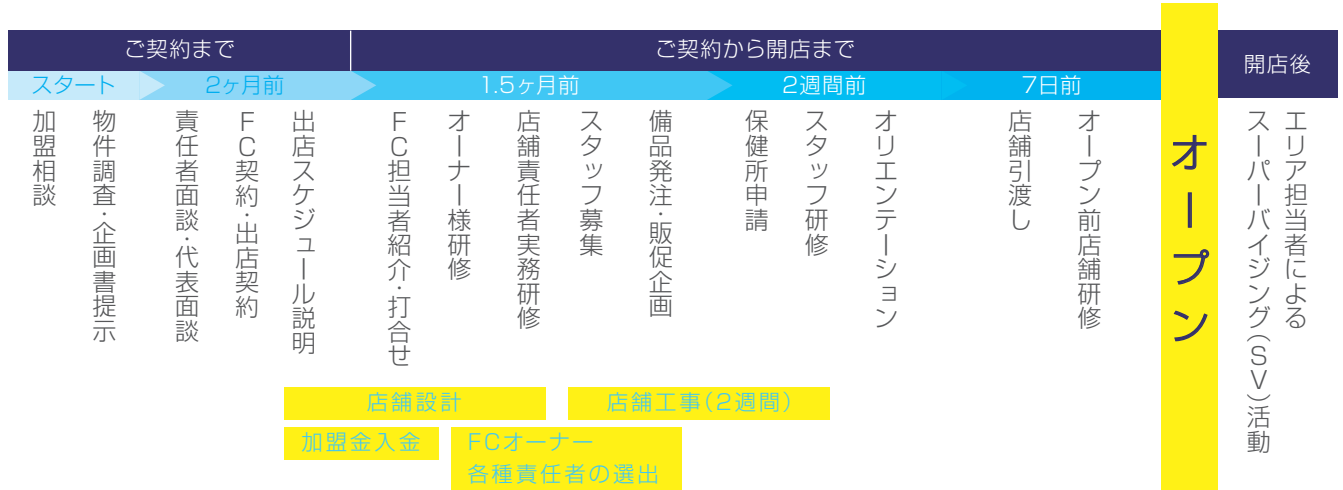 ご契約まで
ご契約から開店まで
開店後
スタート
2ヶ月前
1.5ヶ月前
2週間前
7日前
加盟相談
物件調査・企画書提示
責任者面談・代表面談
FC契約・出店契約
出店スケジュール説明
FC担当者紹介・打合せ
オーナー様研修
店舗責任者実務研修
スタッフ募集
備品発注・販促企画
保健所申請
スタッフ研修
オリエンテーション
店舗引渡し
オープン前店舗研修
オープン
エリア担当者による
スーパーバイジング(SV)活動
店舗設計
店舗工事(2週間)
加盟金入金
FCオーナー
各種責任者の選出